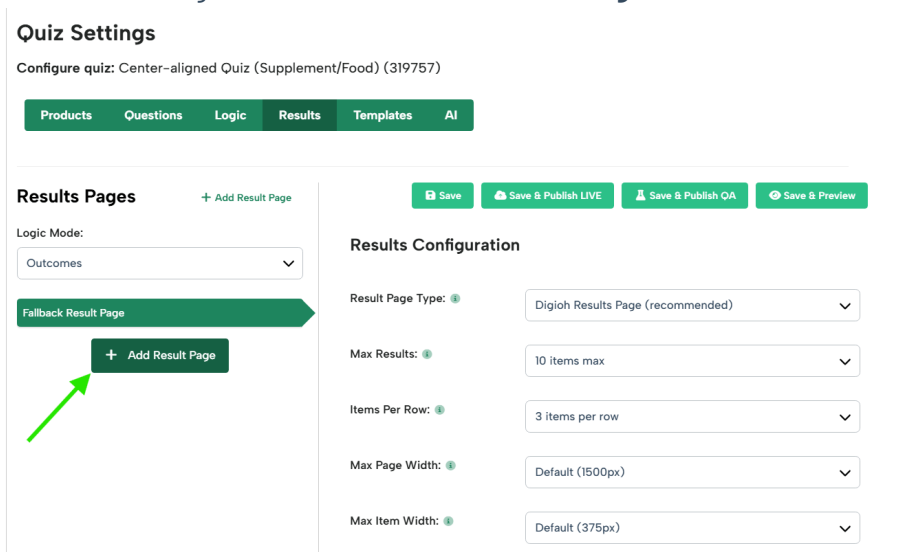 Quiz Settings
Configure quiz: Center-aligned Quiz (Supplement/Food) (319757)
Products Questions Logic Results Templates AI
Results Pages
+ Add Result Page
Logic Mode:
Outcomes
Fallback Result Page
+ Add Result Page
Save Save & Publish LIVE Save & Publish QA Save & Preview
Results Configuration
Result Page Type:
Digioh Results Page (recommended)
Max Results:
10 items max
Items Per Row:
3 items per row
Max Page Width:
Default (1500px)
Max Item Width:
Default (375px)